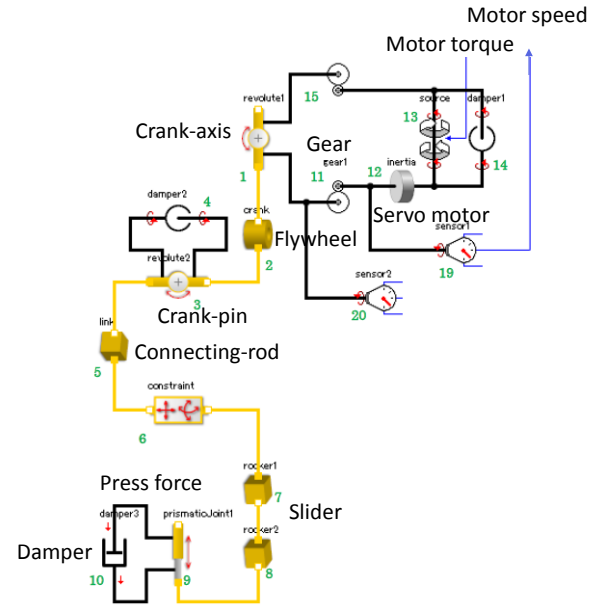 Motor speed
Motor torque
revolute1
15
source
damper1
13
Crank-axis
Gear
gear1
12
inertia
14
1
11
damper2
4
crank
Servo motor
sensor1
Flywheel
2
19
revolute2
3
sensor2
20
Crank-pin
link
Connecting-rod
5
constraint
6
rocker1
7
Press force
damper3
prismaticJoint1
Slider
rocker2
Damper
10
9
8